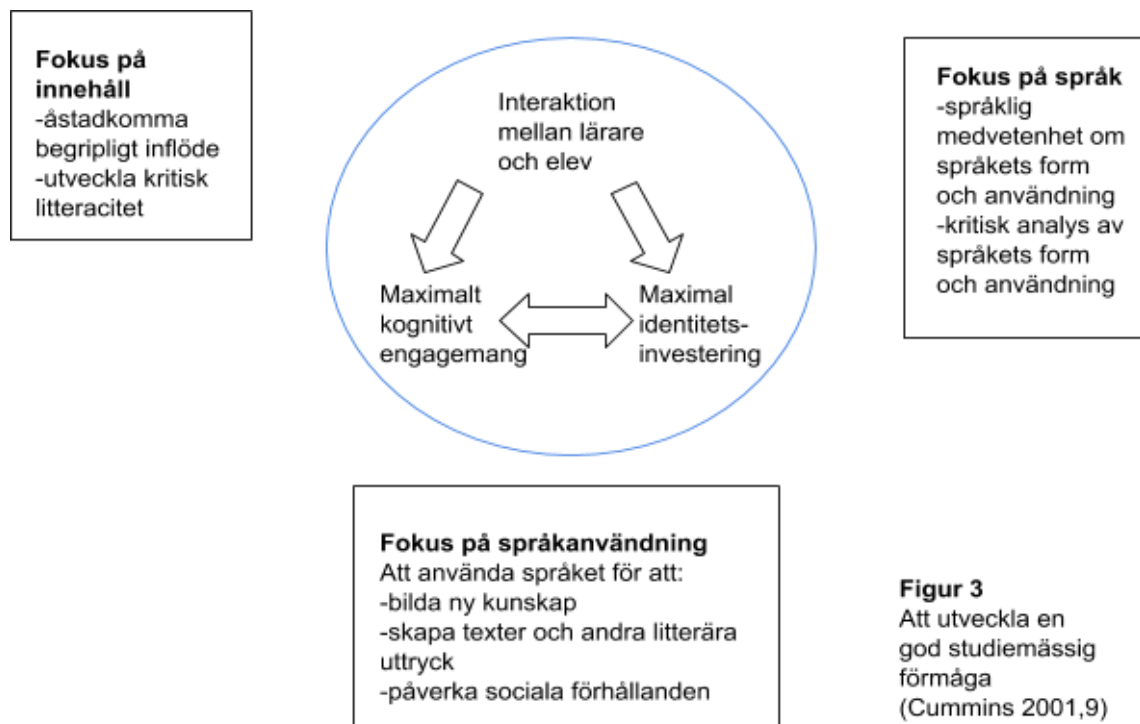 Fokus på
innehåll
-åstadkomma
begripligt inflöde
-utveckla kritisk
litteracitet
Interaktion
mellan lärare
och elev
Maximalt
kognitivt
engagemang
Maximal
identitets-
investering
Fokus på språk
-språklig
medvetenhet om
språkets form
och användning
-kritisk analys av
språkets form
och användning
Fokus på språkanvändning
Att använda språket för att:
-bilda ny kunskap
-skapa texter och andra litterära
uttryck
-påverka sociala förhållanden
Figur 3
Att utveckla en
god studiemässig
förmåga
(Cummins 2001,9)